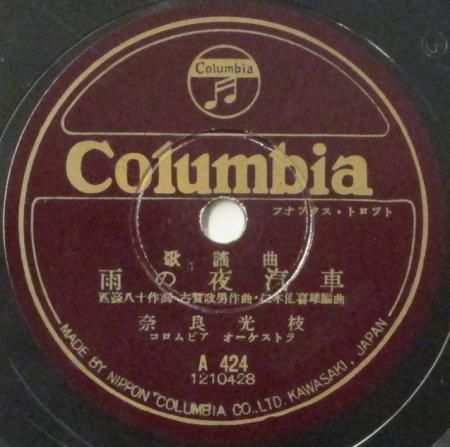 Columbia
Columbia
フオツクス・トロツト
歌謡曲
雨の夜汽車
西條八十作詞・古賀政男作曲・仁木他喜雄編曲
奈良光枝
コロムビア オーケストラ
A 424
1210428
MADE BY NIPPON COLUMBIA CO., LTD. KAWASAKI, JAPAN